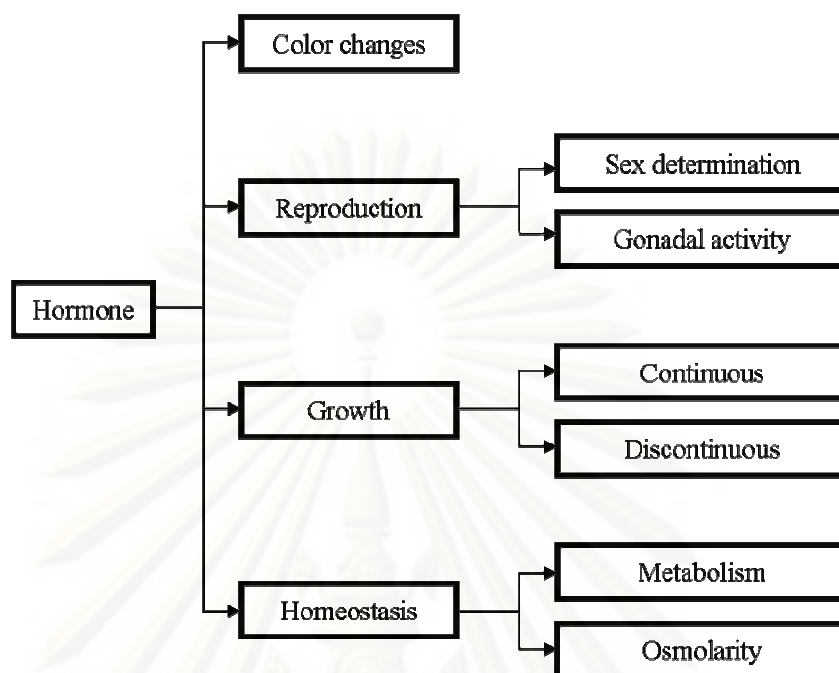 Color changes
Reproduction
Sex determination
Gonadal activity
Hormone
Growth
Continuous
Discontinuous
Homeostasis
Metabolism
Osmolarity